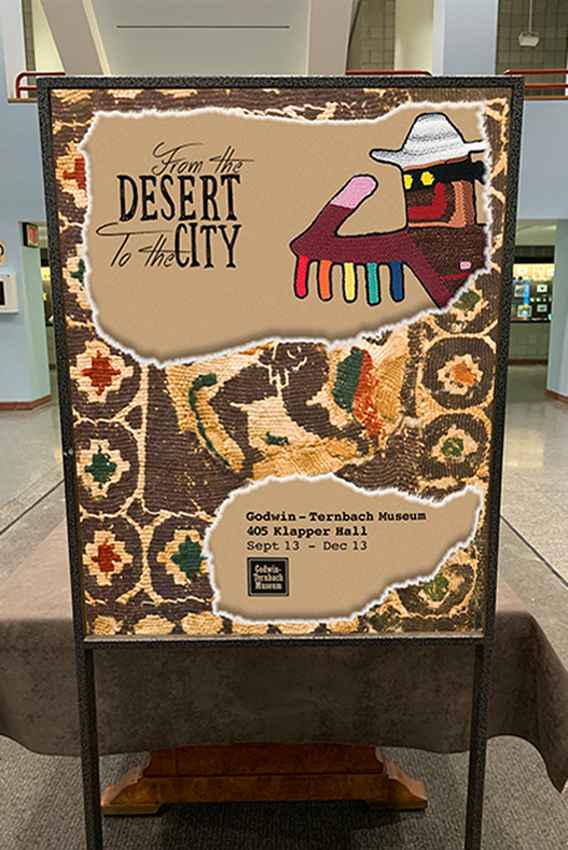 From the
DESERT
To the CITY
Godwin-Ternbach Museum
405 Klapper Hall
Sept 13 - Dec 13
Godwin-
Ternbach
Museum